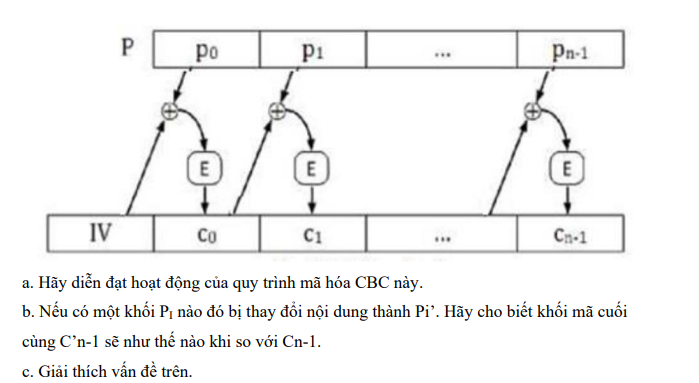 P p0 p1 ... pn-1
E E E
IV c0 c1 ... cn-1
a. Hãy diễn đạt hoạt động của quy trình mã hóa CBC này.
b. Nếu có một khối PI nào đó bị thay đổi nội dung thành Pi’. Hãy cho biết khối mã cuối
cùng C’n-1 sẽ như thế nào khi so với Cn-1.
c. Giải thích vấn đề trên.